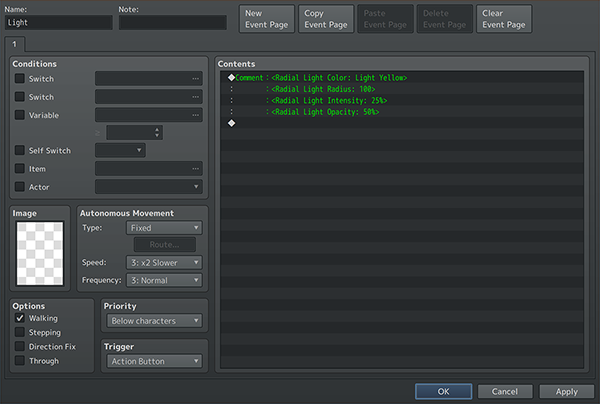 Name:
Light
Note:
New
Event Page
Copy
Event Page
Paste
Event Page
Delete
Event Page
Clear
Event Page
1
Conditions
Switch
...
Switch
...
Variable
...
≥
Self Switch
Item
...
Actor
Image
Autonomous Movement
Type:
Fixed
Route...
Speed:
3: x2 Slower
Frequency:
3: Normal
Options
Walking
Stepping
Direction Fix
Through
Priority
Below characters
Trigger
Action Button
Contents
◆Comment : <Radial Light Color: Light Yellow>
: : <Radial Light Radius: 100>
: : <Radial Light Intensity: 25%>
: : <Radial Light Opacity: 50%>
◆
OK
Cancel
Apply